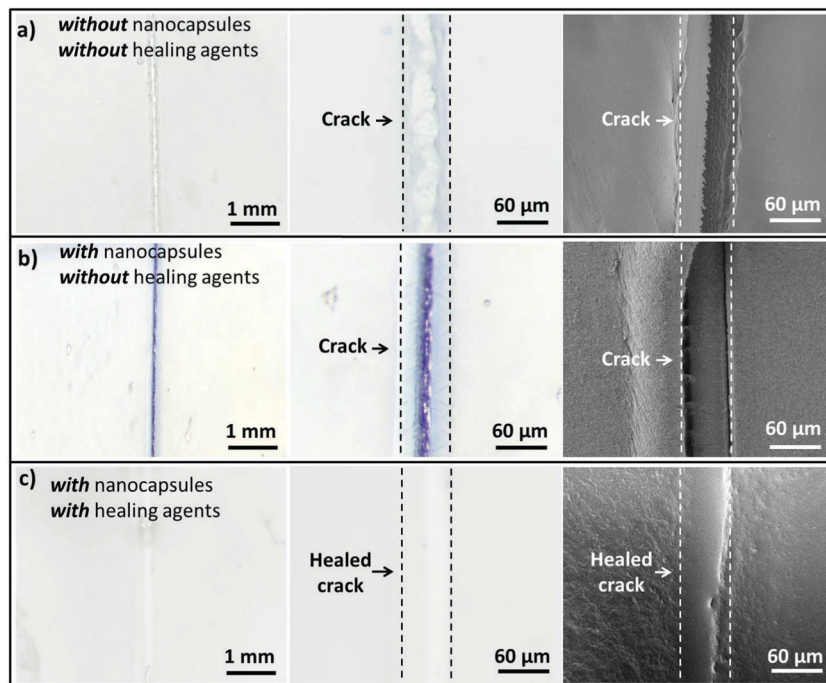 a) without nanocapsules
without healing agents
1 mm
Crack →
60 µm
Crack →
60 µm
b) with nanocapsules
without healing agents
1 mm
Crack →
60 µm
Crack →
60 µm
c) with nanocapsules
with healing agents
1 mm
Healed →
crack
60 µm
Healed →
crack
60 µm